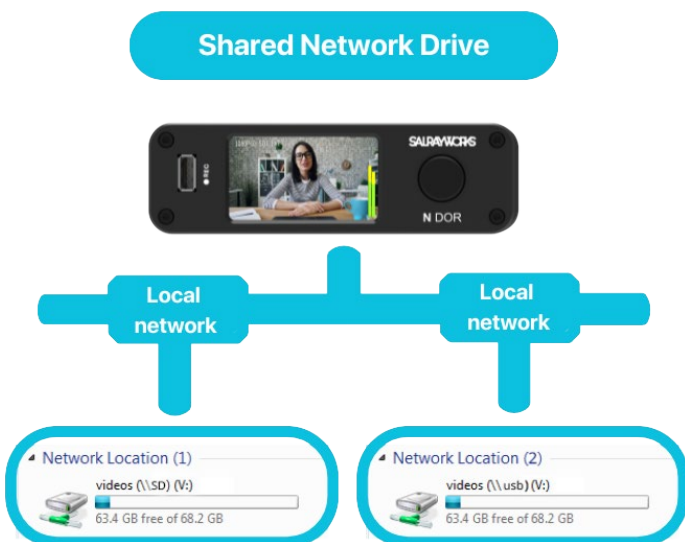 Shared Network Drive
SALRAYWORKS
REC
N DOR
Local
network
Local
network
Network Location (1)
videos (\\SD) (V:)
63.4 GB free of 68.2 GB
Network Location (2)
videos (\\usb) (V:)
63.4 GB free of 68.2 GB